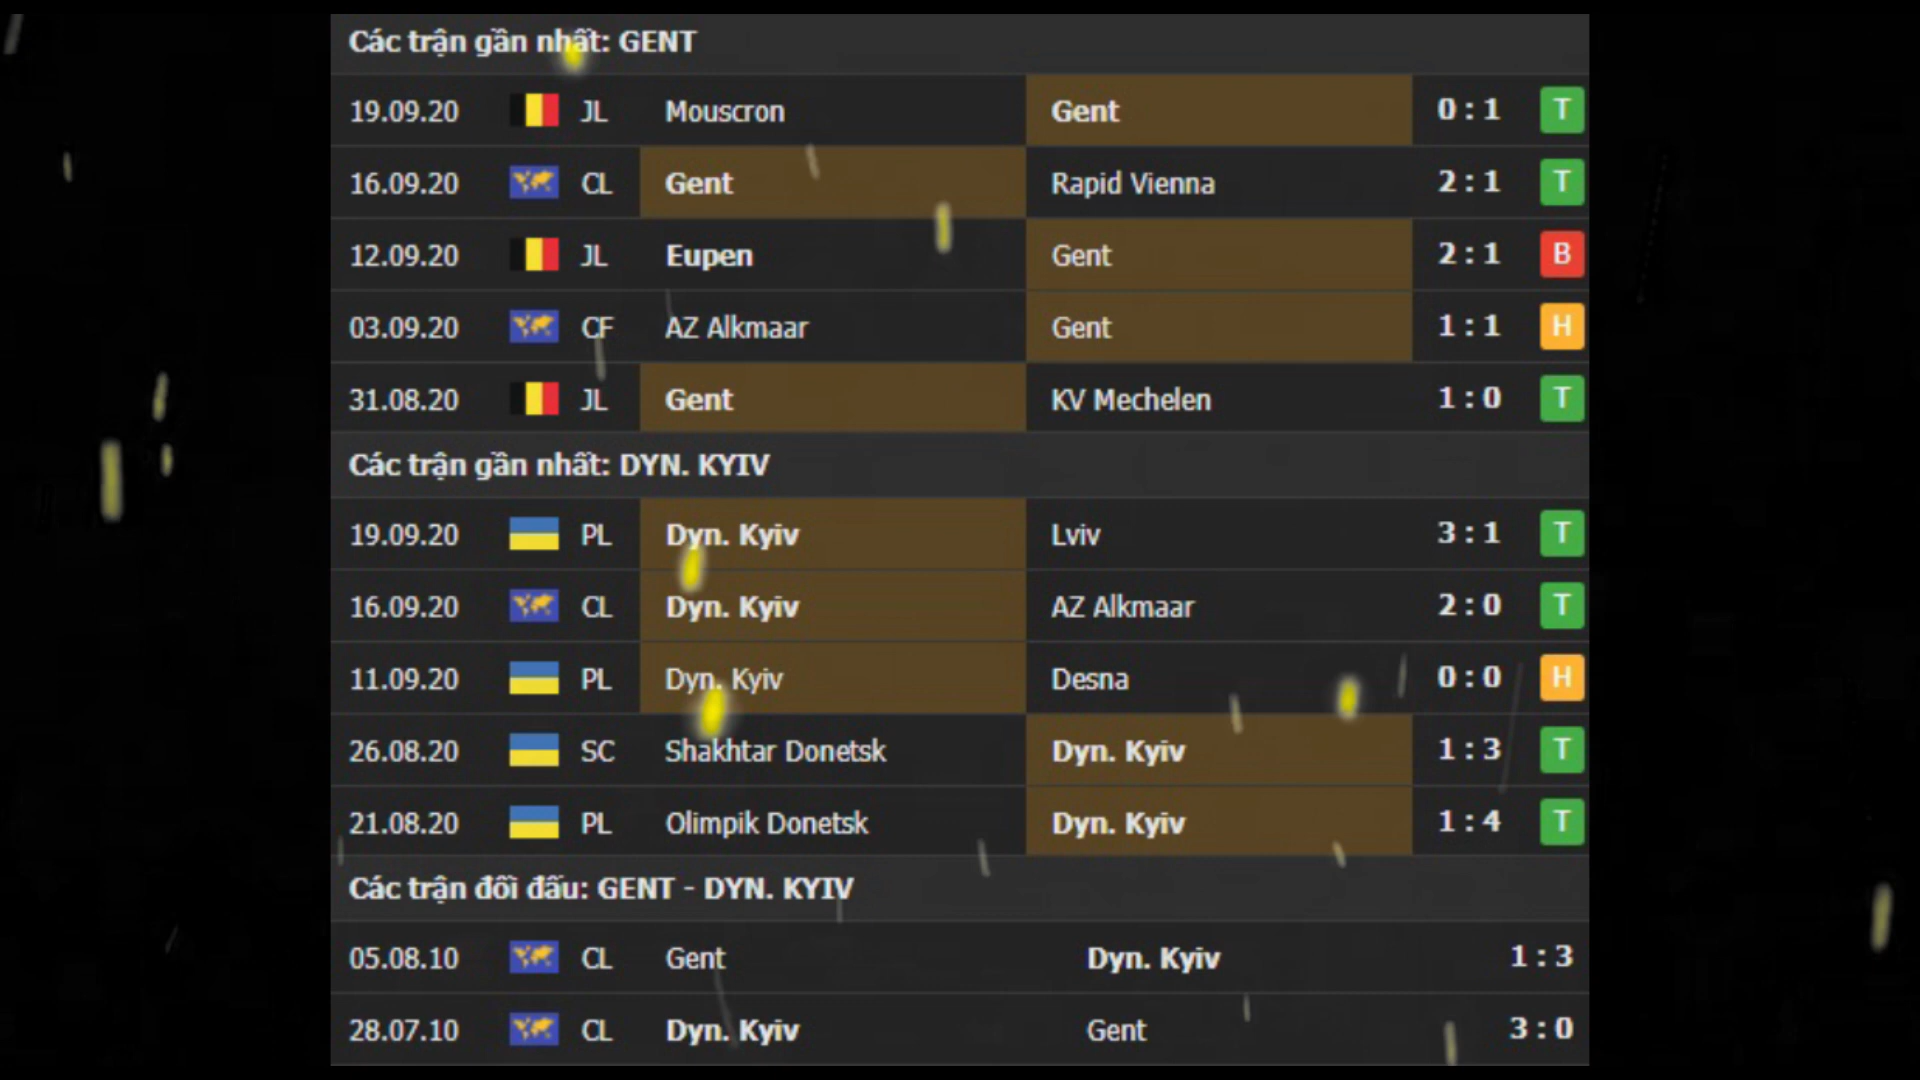 Các trận gần nhất: GENT
19.09.20 JL Mouscron Gent 0 : 1 T
16.09.20 CL Gent Rapid Vienna 2 : 1 T
12.09.20 JL Eupen Gent 2 : 1 B
03.09.20 CF AZ Alkmaar Gent 1 : 1 H
31.08.20 JL Gent KV Mechelen 1 : 0 T
Các trận gần nhất: DYN. KYIV
19.09.20 PL Dyn. Kyiv Lviv 3 : 1 T
16.09.20 CL Dyn. Kyiv AZ Alkmaar 2 : 0 T
11.09.20 PL Dyn. Kyiv Desna 0 : 0 H
26.08.20 SC Shakhtar Donetsk Dyn. Kyiv 1 : 3 T
21.08.20 PL Olimpik Donetsk Dyn. Kyiv 1 : 4 T
Các trận đối đấu: GENT - DYN. KYIV
05.08.10 CL Gent Dyn. Kyiv 1 : 3
28.07.10 CL Dyn. Kyiv Gent 3 : 0